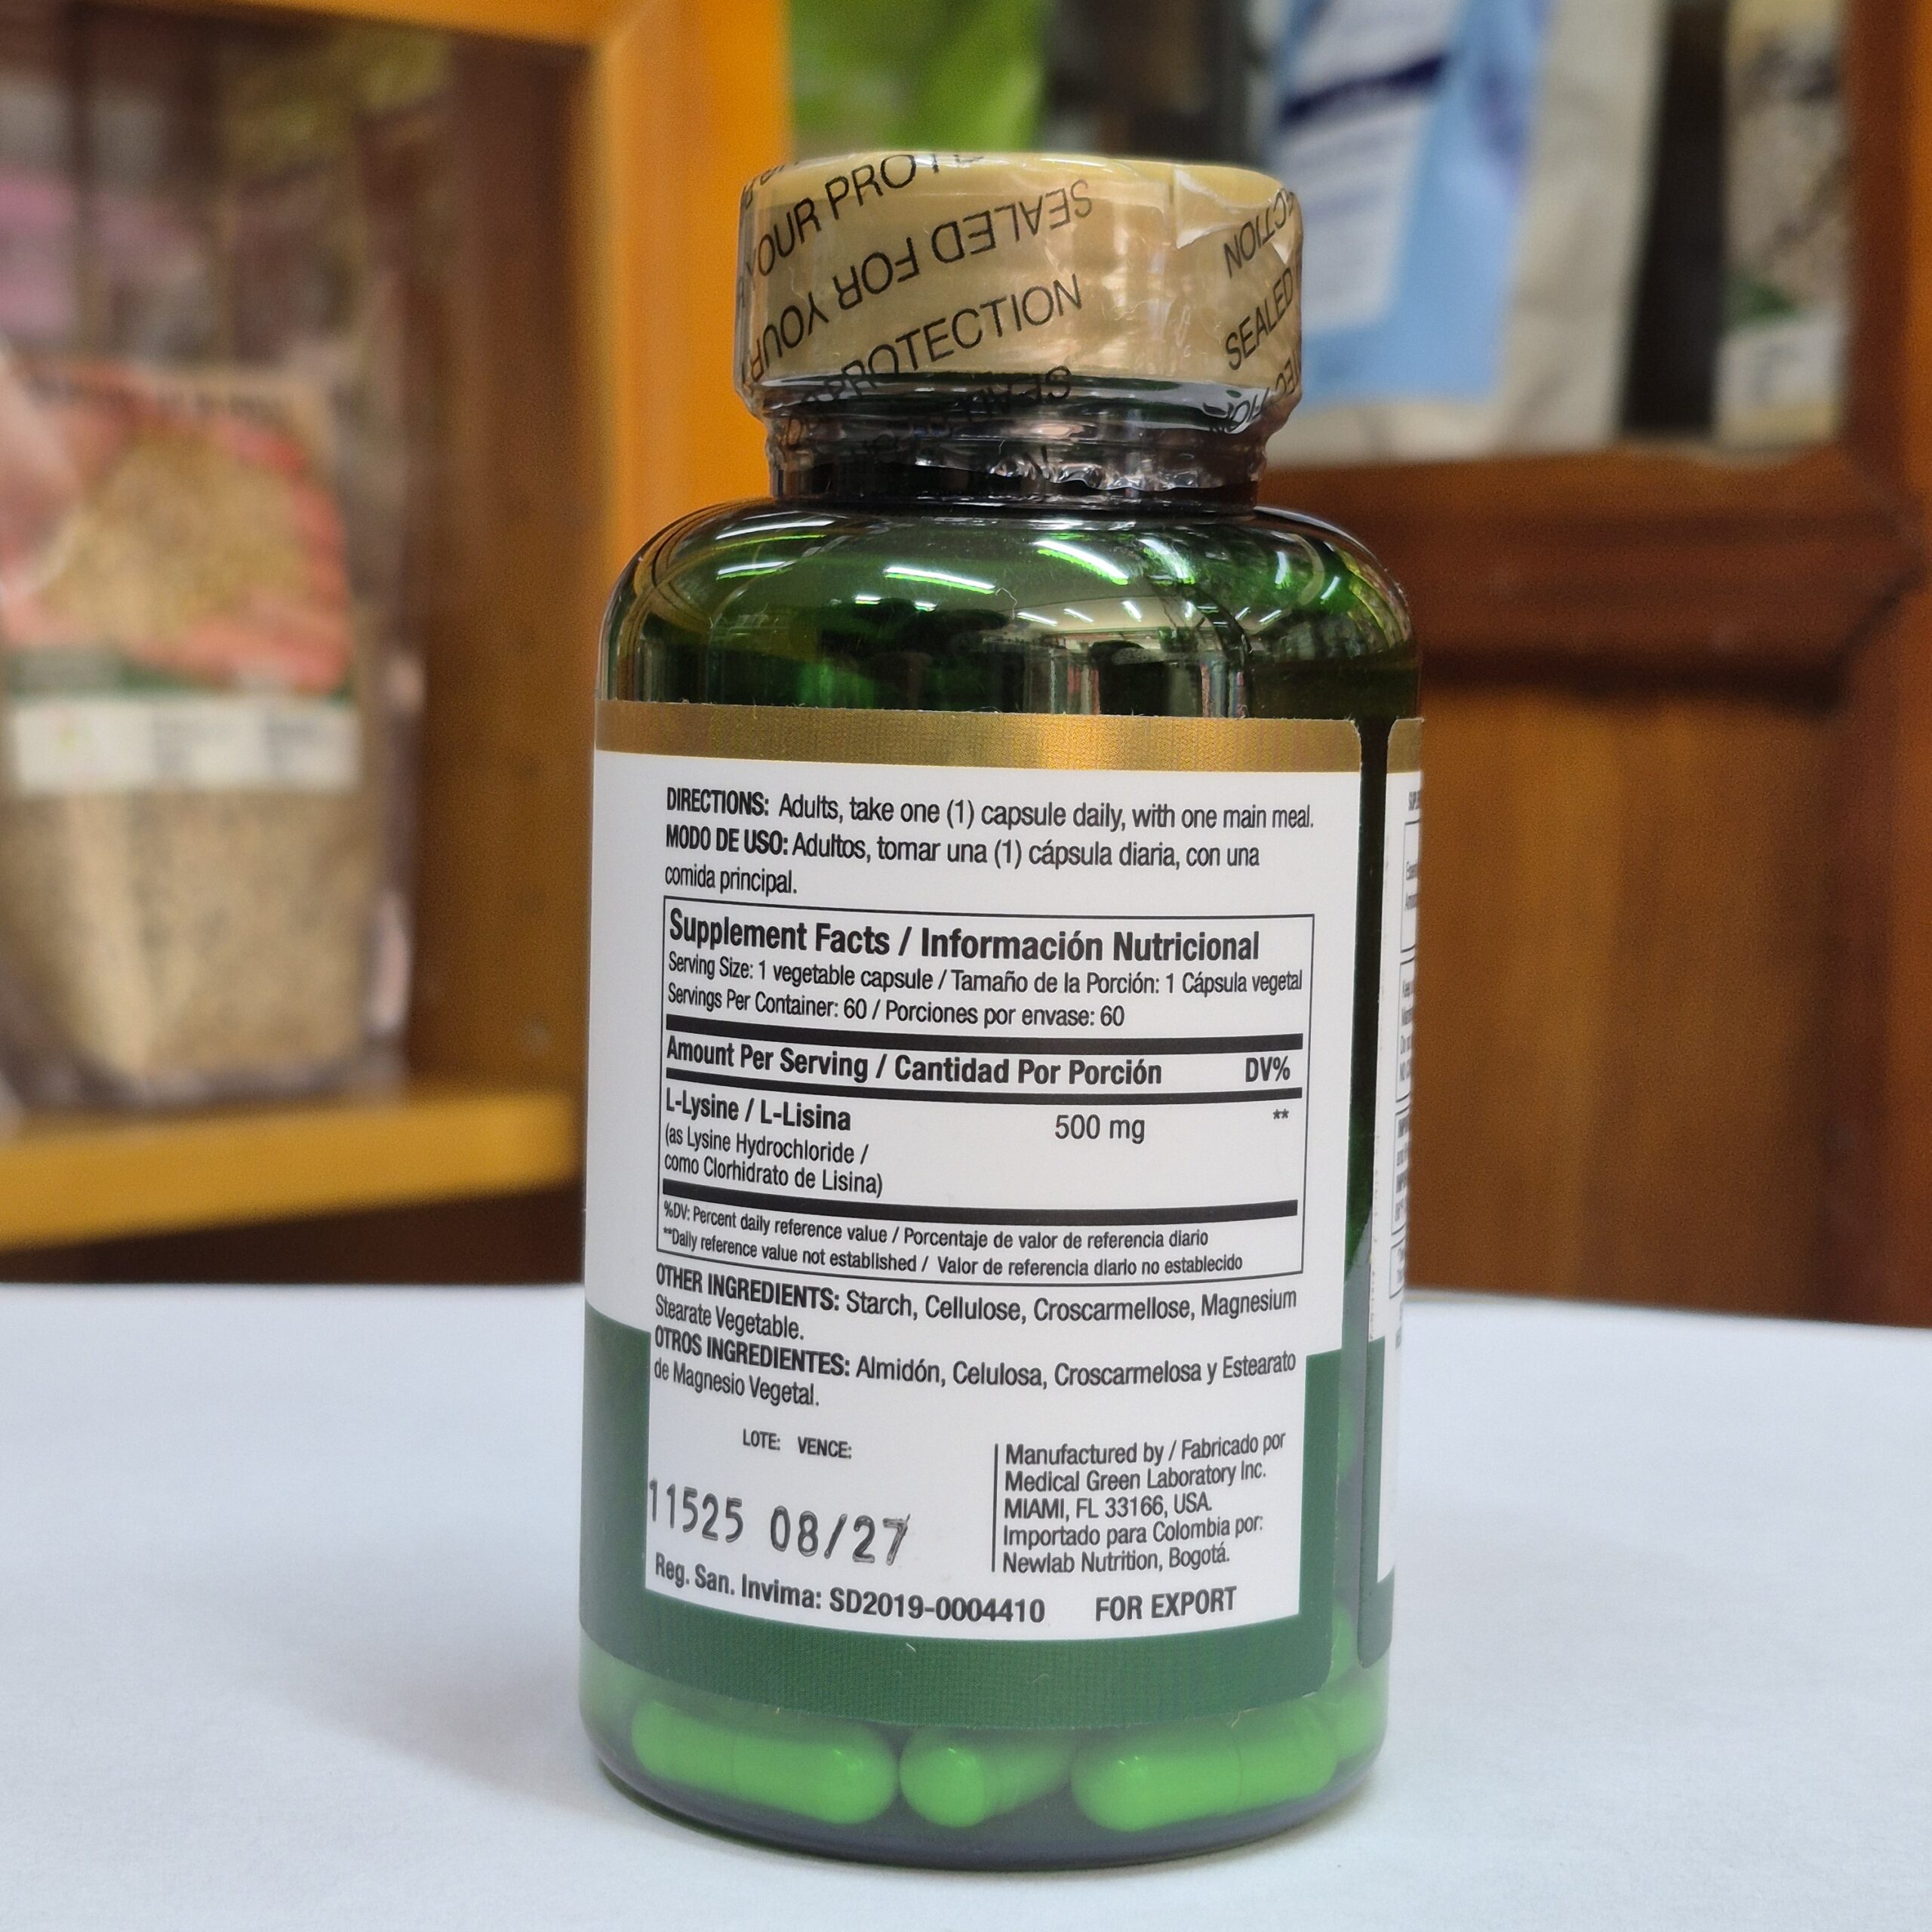 YOUR PROT
SEALED FOR YOUR
PROTECTION
SEALED
DIRECTIONS: Adults, take one (1) capsule daily, with one main meal.
MODO DE USO: Adultos, tomar una (1) cápsula diaria, con una
comida principal.
Supplement Facts / Información Nutricional
Serving Size: 1 vegetable capsule / Tamaño de la Porción: 1 Cápsula vegetal
Servings Per Container: 60 / Porciones por envase: 60
Amount Per Serving / Cantidad Por Porción DV%
L-Lysine / L-Lisina 500 mg **
(as Lysine Hydrochloride /
como Clorhidrato de Lisina)
%DV: Percent daily reference value / Porcentaje de valor de referencia diario
**Daily reference value not established / Valor de referencia diario no establecido
OTHER INGREDIENTS: Starch, Cellulose, Croscarmellose, Magnesium
Stearate Vegetable.
OTROS INGREDIENTES: Almidón, Celulosa, Croscarmelosa y Estearato
de Magnesio Vegetal.
LOTE: VENCE:
11525 08/27
Manufactured by / Fabricado por
Medical Green Laboratory Inc.
MIAMI, FL 33166, USA.
Importado para Colombia por:
Newlab Nutrition, Bogotá.
Reg. San. Invima: SD2019-0004410 FOR EXPORT